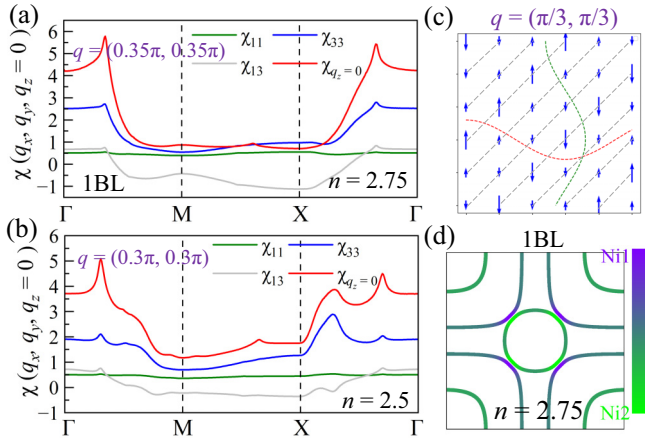 (a)
χ (qx, qy, qz = 0)
6
5
4
3
2
1
0
−1
q = (0.35π, 0.35π)
χ11
χ33
χ13
χqz=0
1BL
n = 2.75
Γ
M
X
Γ
(b)
χ (qx, qy, qz = 0)
6
5
4
3
2
1
0
−1
q = (0.3π, 0.3π)
χ11
χ33
χ13
χqz=0
n = 2.5
Γ
M
X
Γ
(c)
q = (π/3, π/3)
(d)
1BL
Ni1
Ni2
n = 2.75